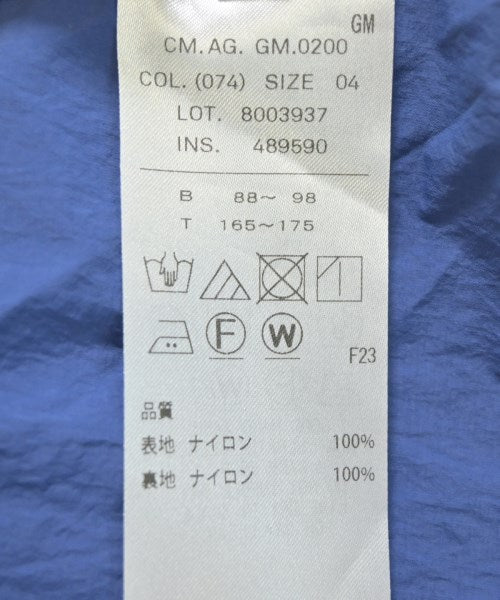 GM
CM. AG. GM.0200
COL. (074) SIZE 04
LOT. 8003937
INS. 489590
B 88～ 98
T 165～175
F W
F23
品質
表地 ナイロン 100%
裏地 ナイロン 100%